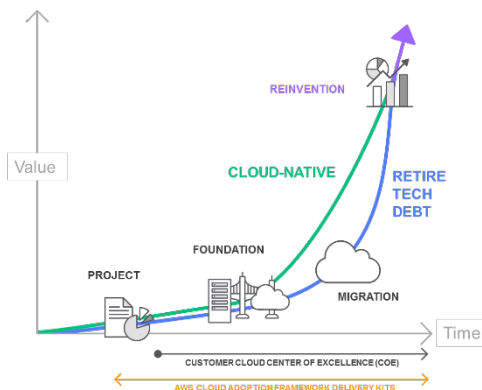 REINVENTION
CLOUD-NATIVE
Value
RETIRE
TECH
DEBT
FOUNDATION
PROJECT
MIGRATION
Time
CUSTOMER CLOUD CENTER OF EXCELLENCE (COE)
AWS CLOUD ADOPTION FRAMEWORK DELIVERY KITS